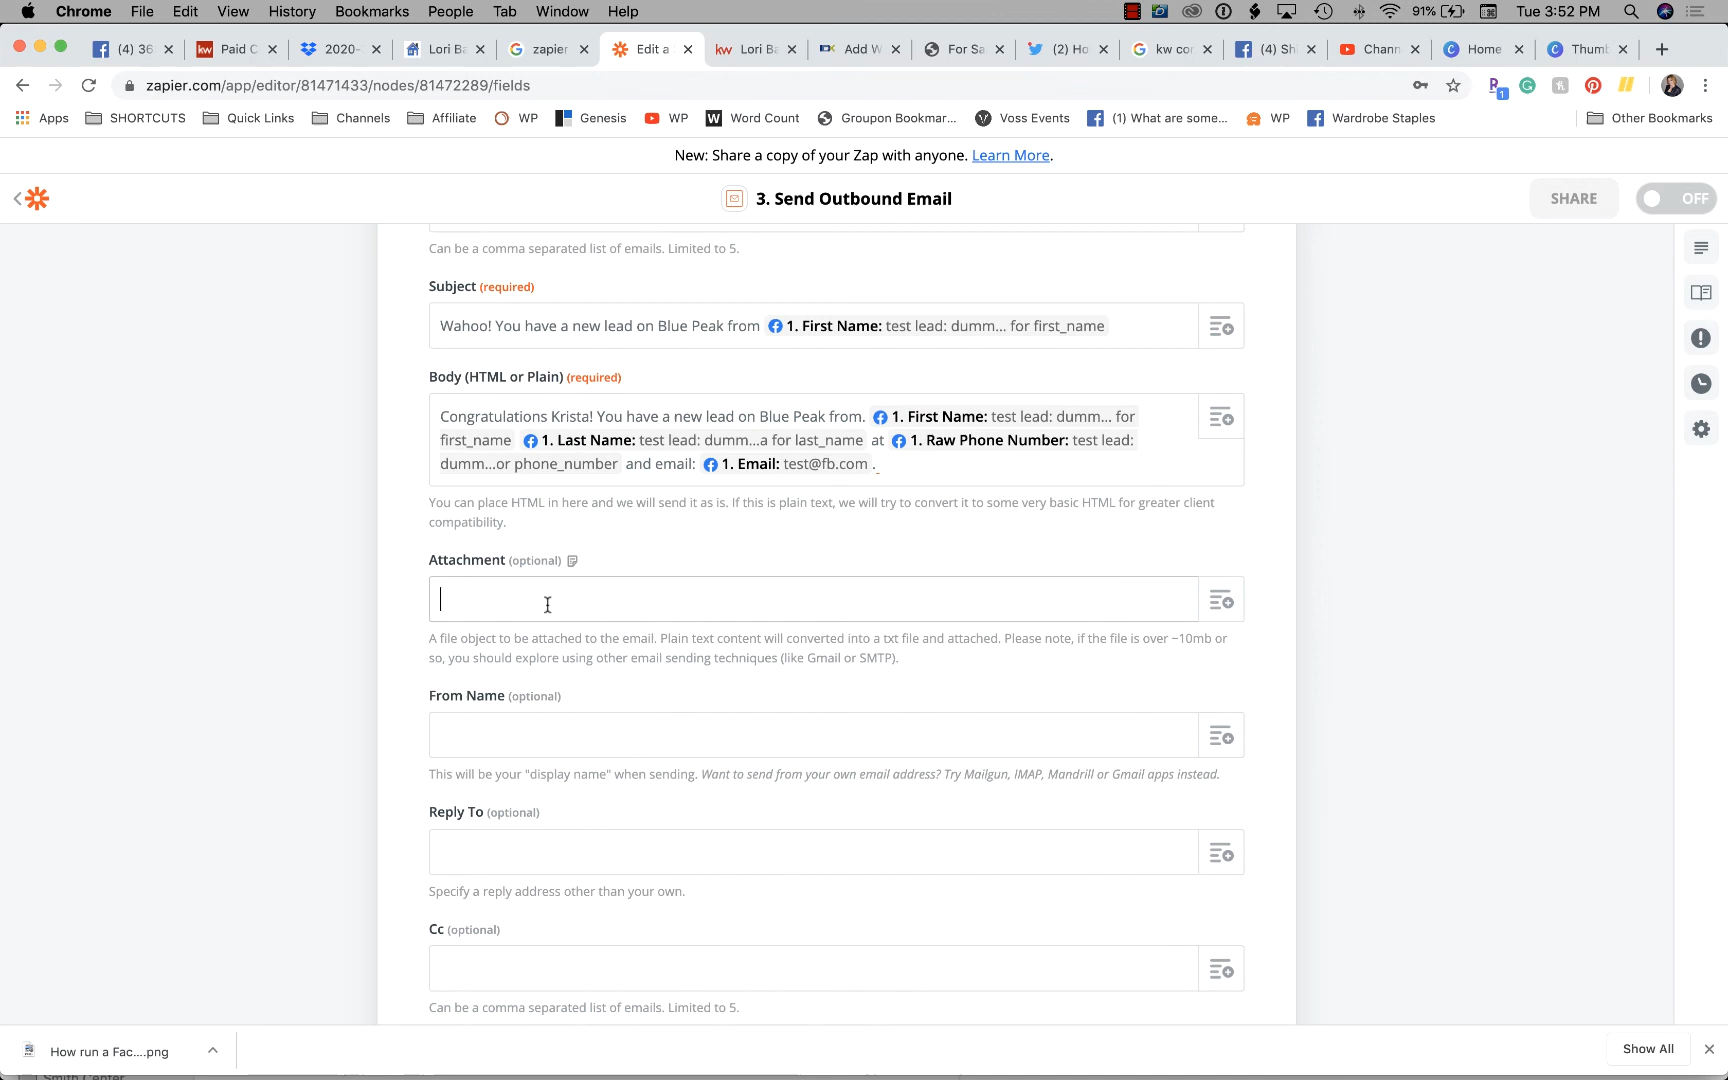 Chrome File Edit View History Bookmarks People Tab Window Help 91% Tue 3:52 PM
(4) 36 Paid C 2020- Lori Ba zapier Edit a Lori Ba Add W For Sa (2) Ho kw cor (4) Shi Chann Home Thumb
zapier.com/app/editor/81471433/nodes/81472289/fields
Apps SHORTCUTS Quick Links Channels Affiliate WP Genesis WP Word Count Groupon Bookmar... Voss Events (1) What are some... WP Wardrobe Staples Other Bookmarks
New: Share a copy of your Zap with anyone. Learn More.
3. Send Outbound Email SHARE OFF
Can be a comma separated list of emails. Limited to 5.
Subject (required)
Wahoo! You have a new lead on Blue Peak from 1. First Name: test lead: dumm... for first_name
Body (HTML or Plain) (required)
Congratulations Krista! You have a new lead on Blue Peak from. 1. First Name: test lead: dumm... for
first_name 1. Last Name: test lead: dumm...a for last_name at 1. Raw Phone Number: test lead:
dumm...or phone_number and email: 1. Email: test@fb.com .
You can place HTML in here and we will send it as is. If this is plain text, we will try to convert it to some very basic HTML for greater client
compatibility.
Attachment (optional)
A file object to be attached to the email. Plain text content will converted into a txt file and attached. Please note, if the file is over ~10mb or
so, you should explore using other email sending techniques (like Gmail or SMTP).
From Name (optional)
This will be your "display name" when sending. Want to send from your own email address? Try Mailgun, IMAP, Mandrill or Gmail apps instead.
Reply To (optional)
Specify a reply address other than your own.
Cc (optional)
Can be a comma separated list of emails. Limited to 5.
How run a Fac....png Show All